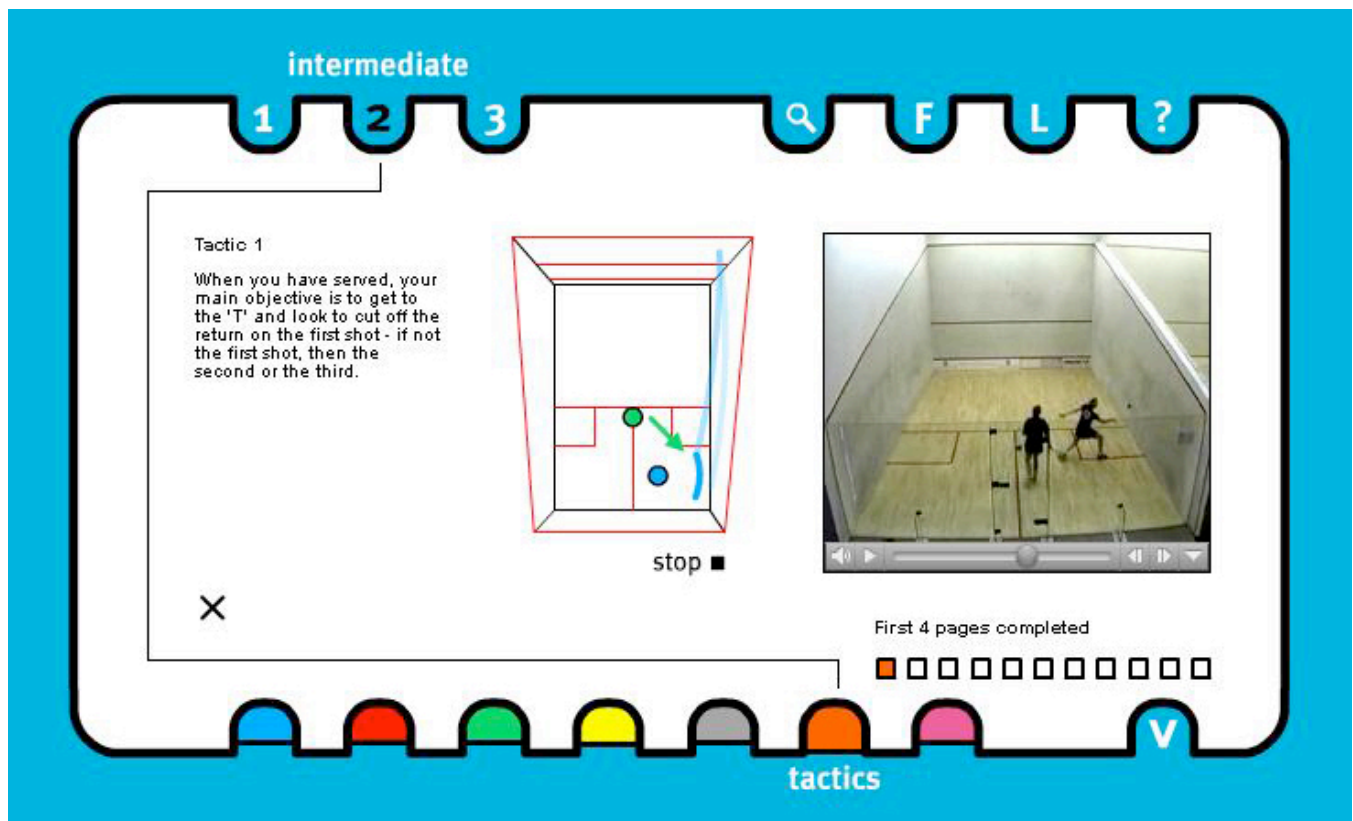 intermediate
1 2 3 F L ?
Tactic 1
When you have served, your
main objective is to get to
the 'T' and look to cut off the
return on the first shot - if not
the first shot, then the
second or the third.
stop
First 4 pages completed
V
tactics